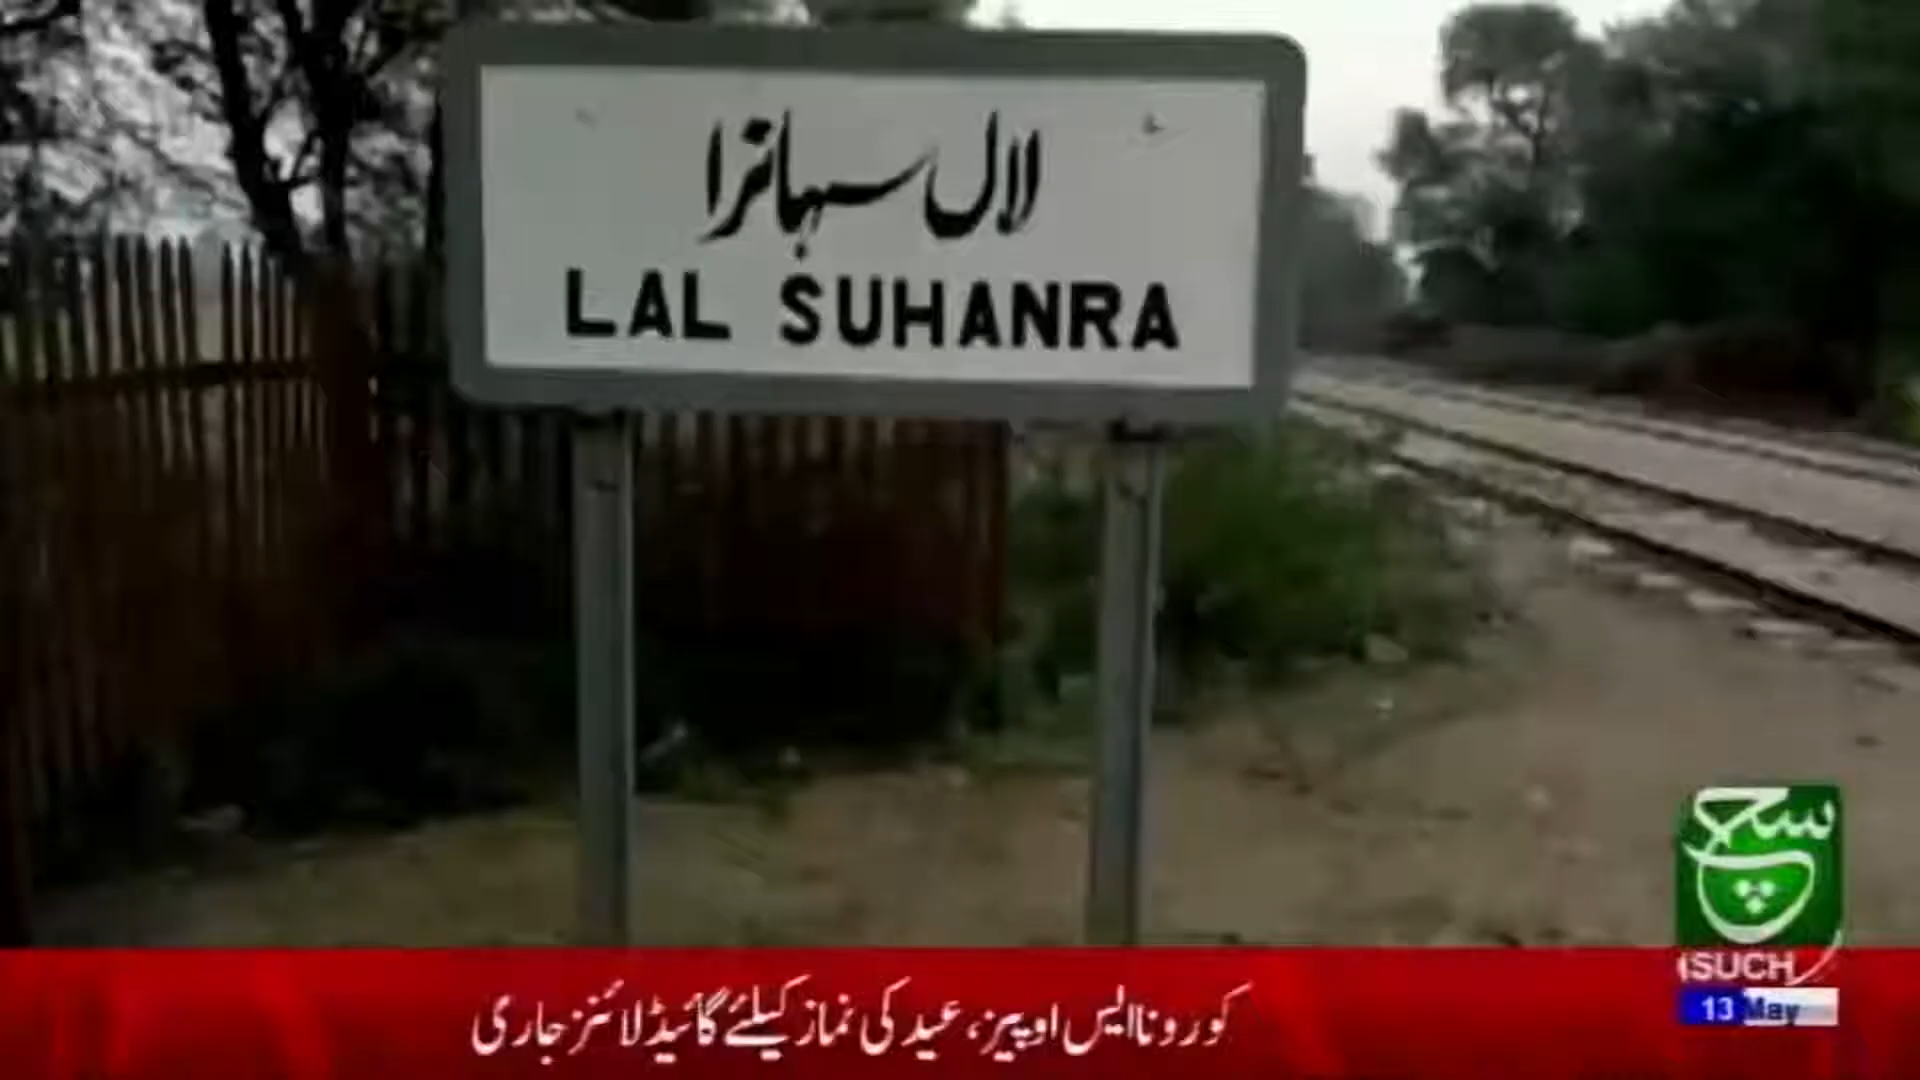 لال سہانرا
LAL SUHANRA
سچ
SUCH
13 May
کورونا ایس او پیز، عید کی نماز کیلئے گائیڈ لائنز جاری